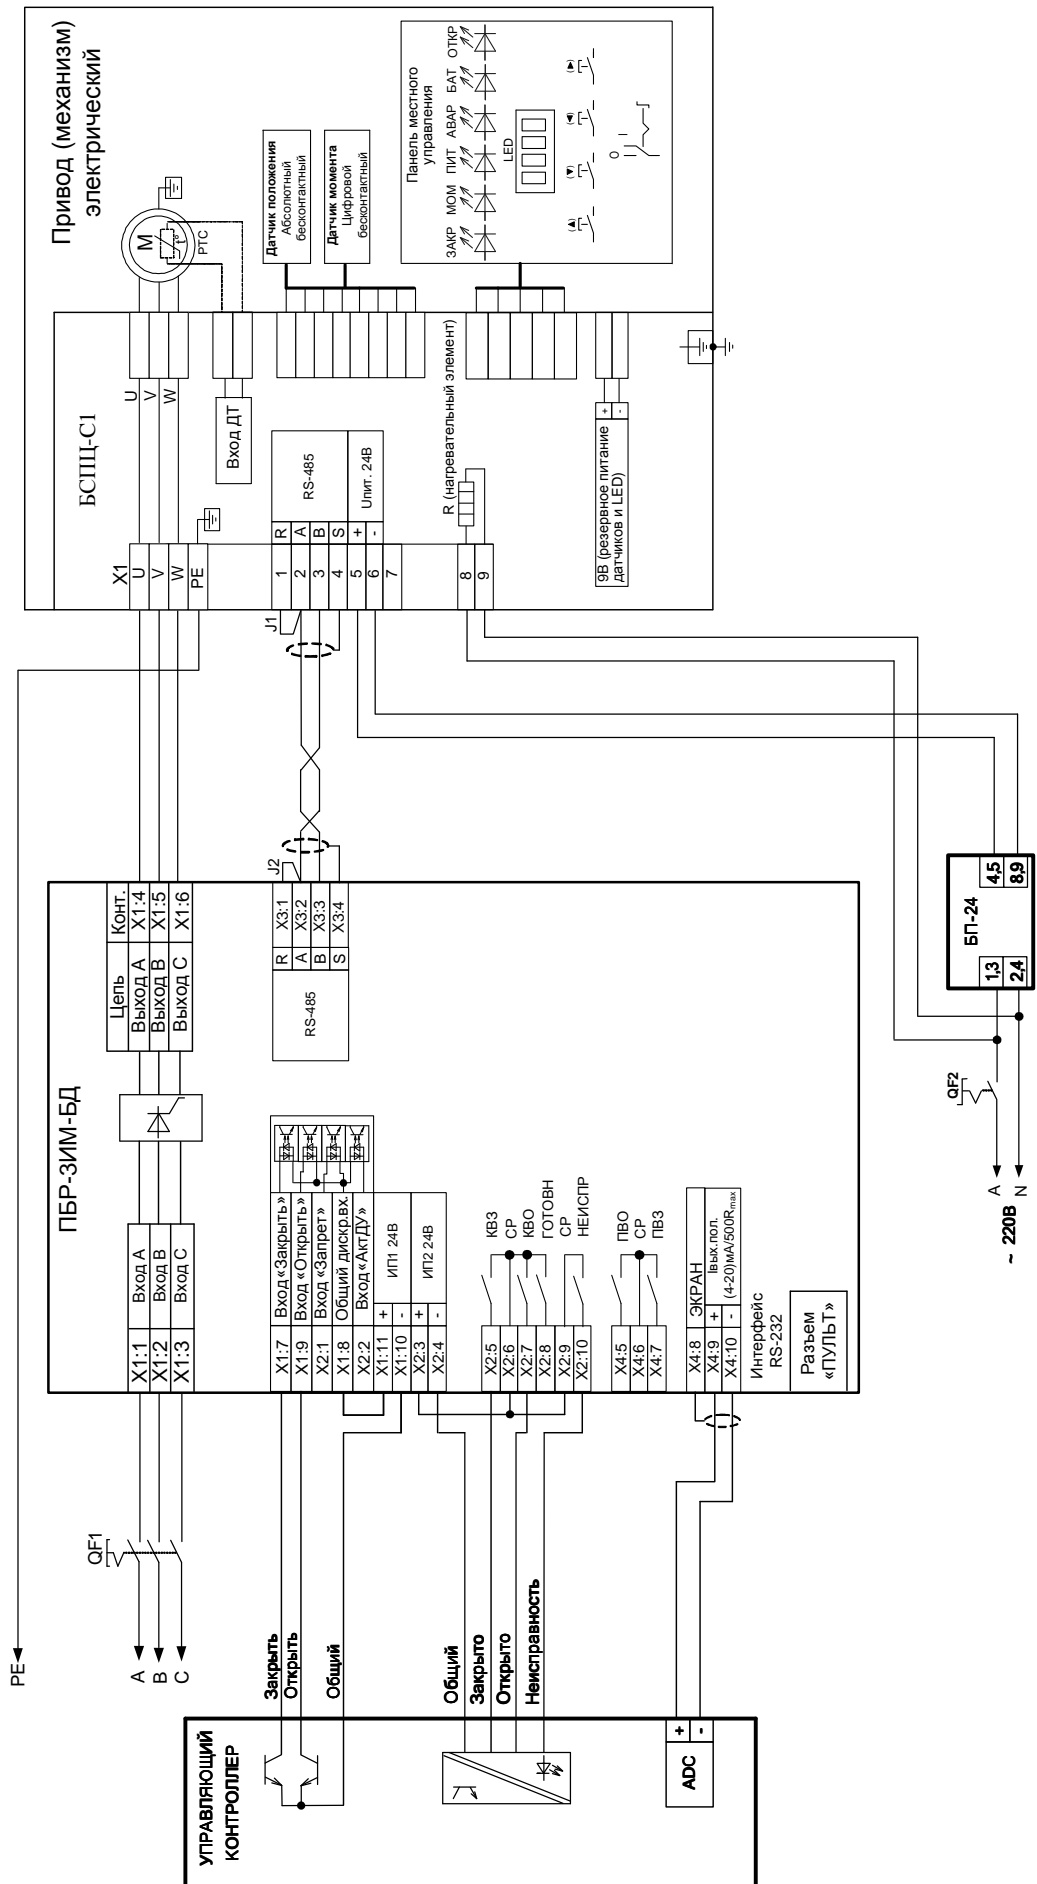 Привод (механизм)
электрический
M
t°
PTC
Датчик положения
Абсолютный
бесконтактный
Датчик момента
Цифровой
бесконтактный
Панель местного
управления
ЗАКР
МОМ
ПИТ
АВАР
БАТ
ОТКР
LED
O
I
БСПЦ-С1
U
V
W
Вход ДТ
X1
U
V
W
PE
1
2
3
4
5
6
7
8
9
R
A
B
S
+
-
RS-485
Uпит. 24В
R (нагревательный элемент)
9В (резервное питание
датчиков и LED)
+
-
J1
J2
ПБР-3ИМ-БД
Цепь
Конт.
Выход А
X1:4
Выход В
X1:5
Выход С
X1:6
R
X3:1
A
X3:2
B
X3:3
S
X3:4
RS-485
X1:1
Вход А
X1:2
Вход В
X1:3
Вход С
X1:7
Вход «Закрыть»
X1:9
Вход «Открыть»
X2:1
Вход «Запрет»
X1:8
Общий дискр.вх.
X2:2
Вход «АктДУ»
X1:11
+
X1:10
-
ИП1 24В
X2:3
+
X2:4
-
ИП2 24В
X2:5
КВЗ
X2:6
СР
X2:7
КВО
X2:8
ГОТОВН
X2:9
СР
X2:10
НЕИСПР
X4:5
ПВО
X4:6
СР
X4:7
ПВЗ
X4:8
ЭКРАН
X4:9
+
X4:10
-
Iвых.пол.
(4-20)мА/500Rmax
Интерфейс
RS-232
Разъем
«ПУЛЬТ»
БП-24
1,3
2,4
4,5
8,9
QF2
A
N
~ 220В
QF1
PE
A
B
C
Закрыть
Открыть
Общий
Общий
Закрыто
Открыто
Неисправность
УПРАВЛЯЮЩИЙ
КОНТРОЛЛЕР
+
-
ADC